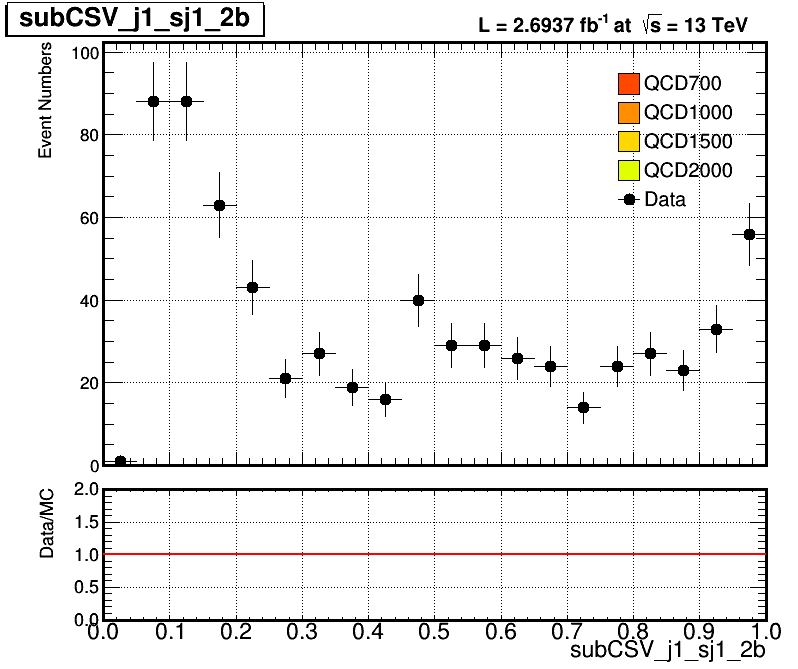 subCSV_j1_sj1_2b
L = 2.6937 fb⁻¹ at √s = 13 TeV
Event Numbers
100
80
60
40
20
0
QCD700
QCD1000
QCD1500
QCD2000
Data
Data/MC
2.0
1.5
1.0
0.5
0.0
0.0 0.1 0.2 0.3 0.4 0.5 0.6 0.7 0.8 0.9 1.0
subCSV_j1_sj1_2b